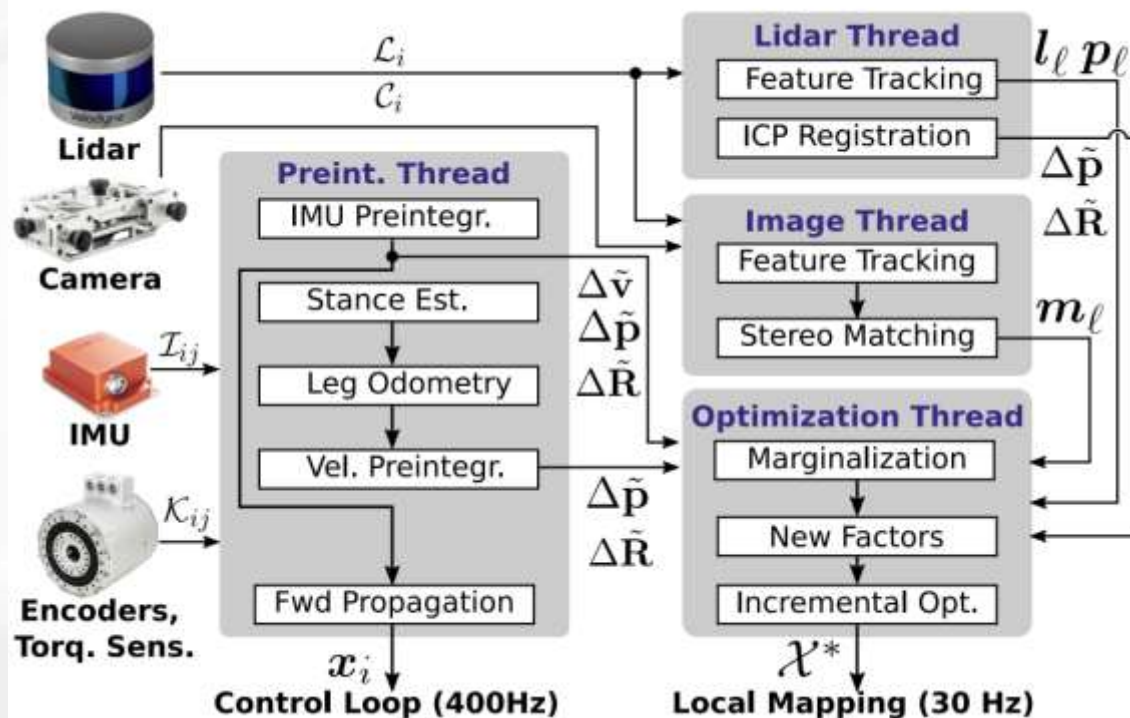 Velodyne
Lidar
Camera
IMU
Encoders,
Torq. Sens.
ℒᵢ
𝒞ᵢ
ℐᵢⱼ
𝒦ᵢⱼ
Preint. Thread
IMU Preintegr.
Stance Est.
Leg Odometry
Vel. Preintegr.
Fwd Propagation
xᵢ
Control Loop (400Hz)
Δṽ
Δp̃
ΔR̃
Δp̃
ΔR̃
Lidar Thread
Feature Tracking
ICP Registration
l_ℓ p_ℓ
Δp̃
ΔR̃
Image Thread
Feature Tracking
Stereo Matching
m_ℓ
Optimization Thread
Marginalization
New Factors
Incremental Opt.
𝒳*
Local Mapping (30 Hz)